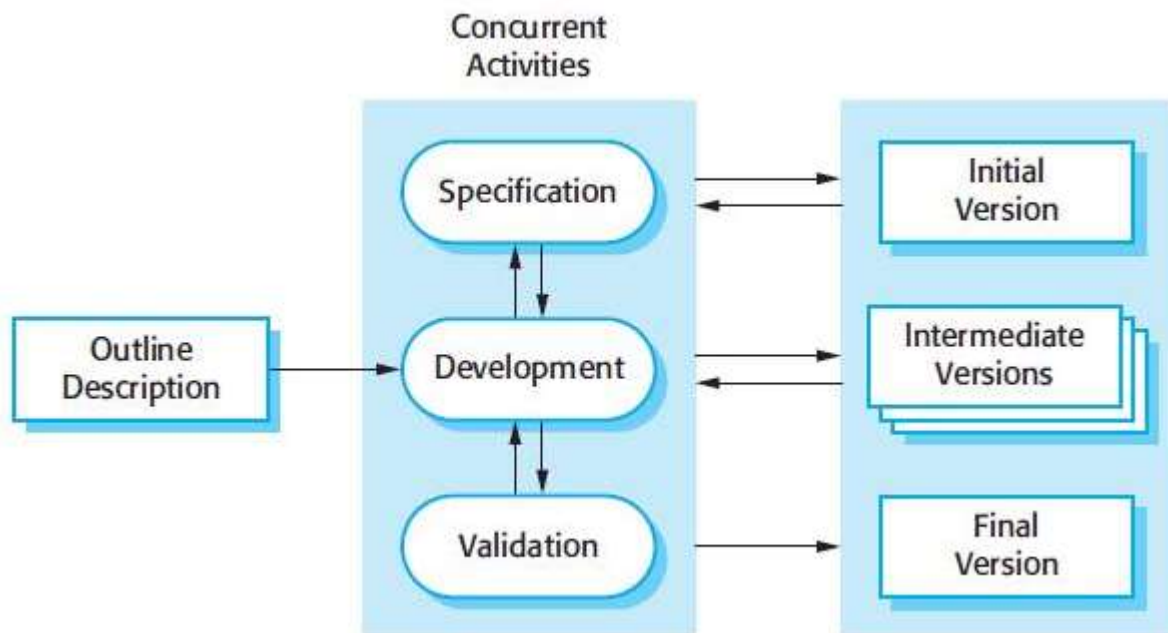 Concurrent
Activities
Specification
Initial
Version
Outline
Description
Development
Intermediate
Versions
Validation
Final
Version